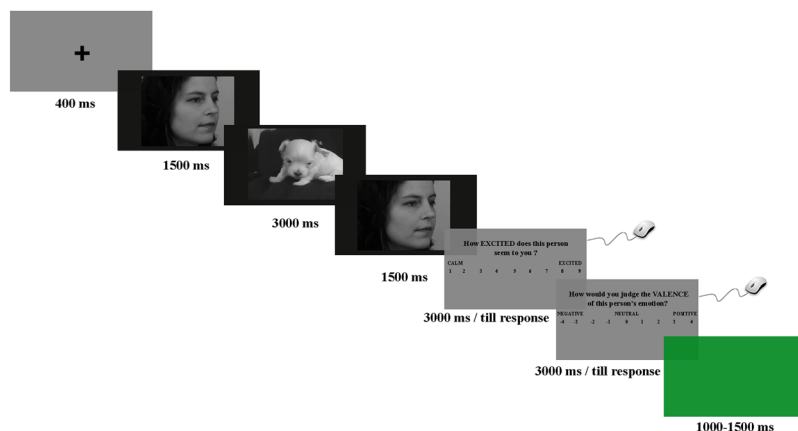 400 ms
1500 ms
3000 ms
1500 ms
How EXCITED does this person
seem to you ?
CALM EXCITED
1 2 3 4 5 6 7 8 9
3000 ms / till response
How would you judge the VALENCE
of this person's emotion?
NEGATIVE NEUTRAL POSITIVE
-4 -3 -2 -1 0 1 2 3 4
3000 ms / till response
1000-1500 ms